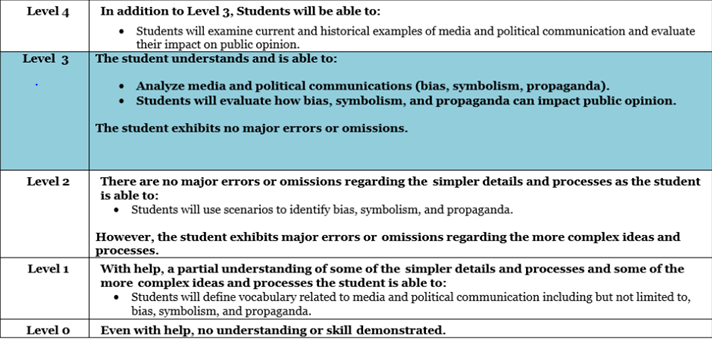 Level 4 In addition to Level 3, Students will be able to:
• Students will examine current and historical examples of media and political communication and evaluate
their impact on public opinion.
Level 3 The student understands and is able to:
• Analyze media and political communications (bias, symbolism, propaganda).
• Students will evaluate how bias, symbolism, and propaganda can impact public opinion.
The student exhibits no major errors or omissions.
Level 2 There are no major errors or omissions regarding the simpler details and processes as the student
is able to:
• Students will use scenarios to identify bias, symbolism, and propaganda.
However, the student exhibits major errors or omissions regarding the more complex ideas and
processes.
Level 1 With help, a partial understanding of some of the simpler details and processes and some of the
more complex ideas and processes the student is able to:
• Students will define vocabulary related to media and political communication including but not limited to,
bias, symbolism, and propaganda.
Level 0 Even with help, no understanding or skill demonstrated.